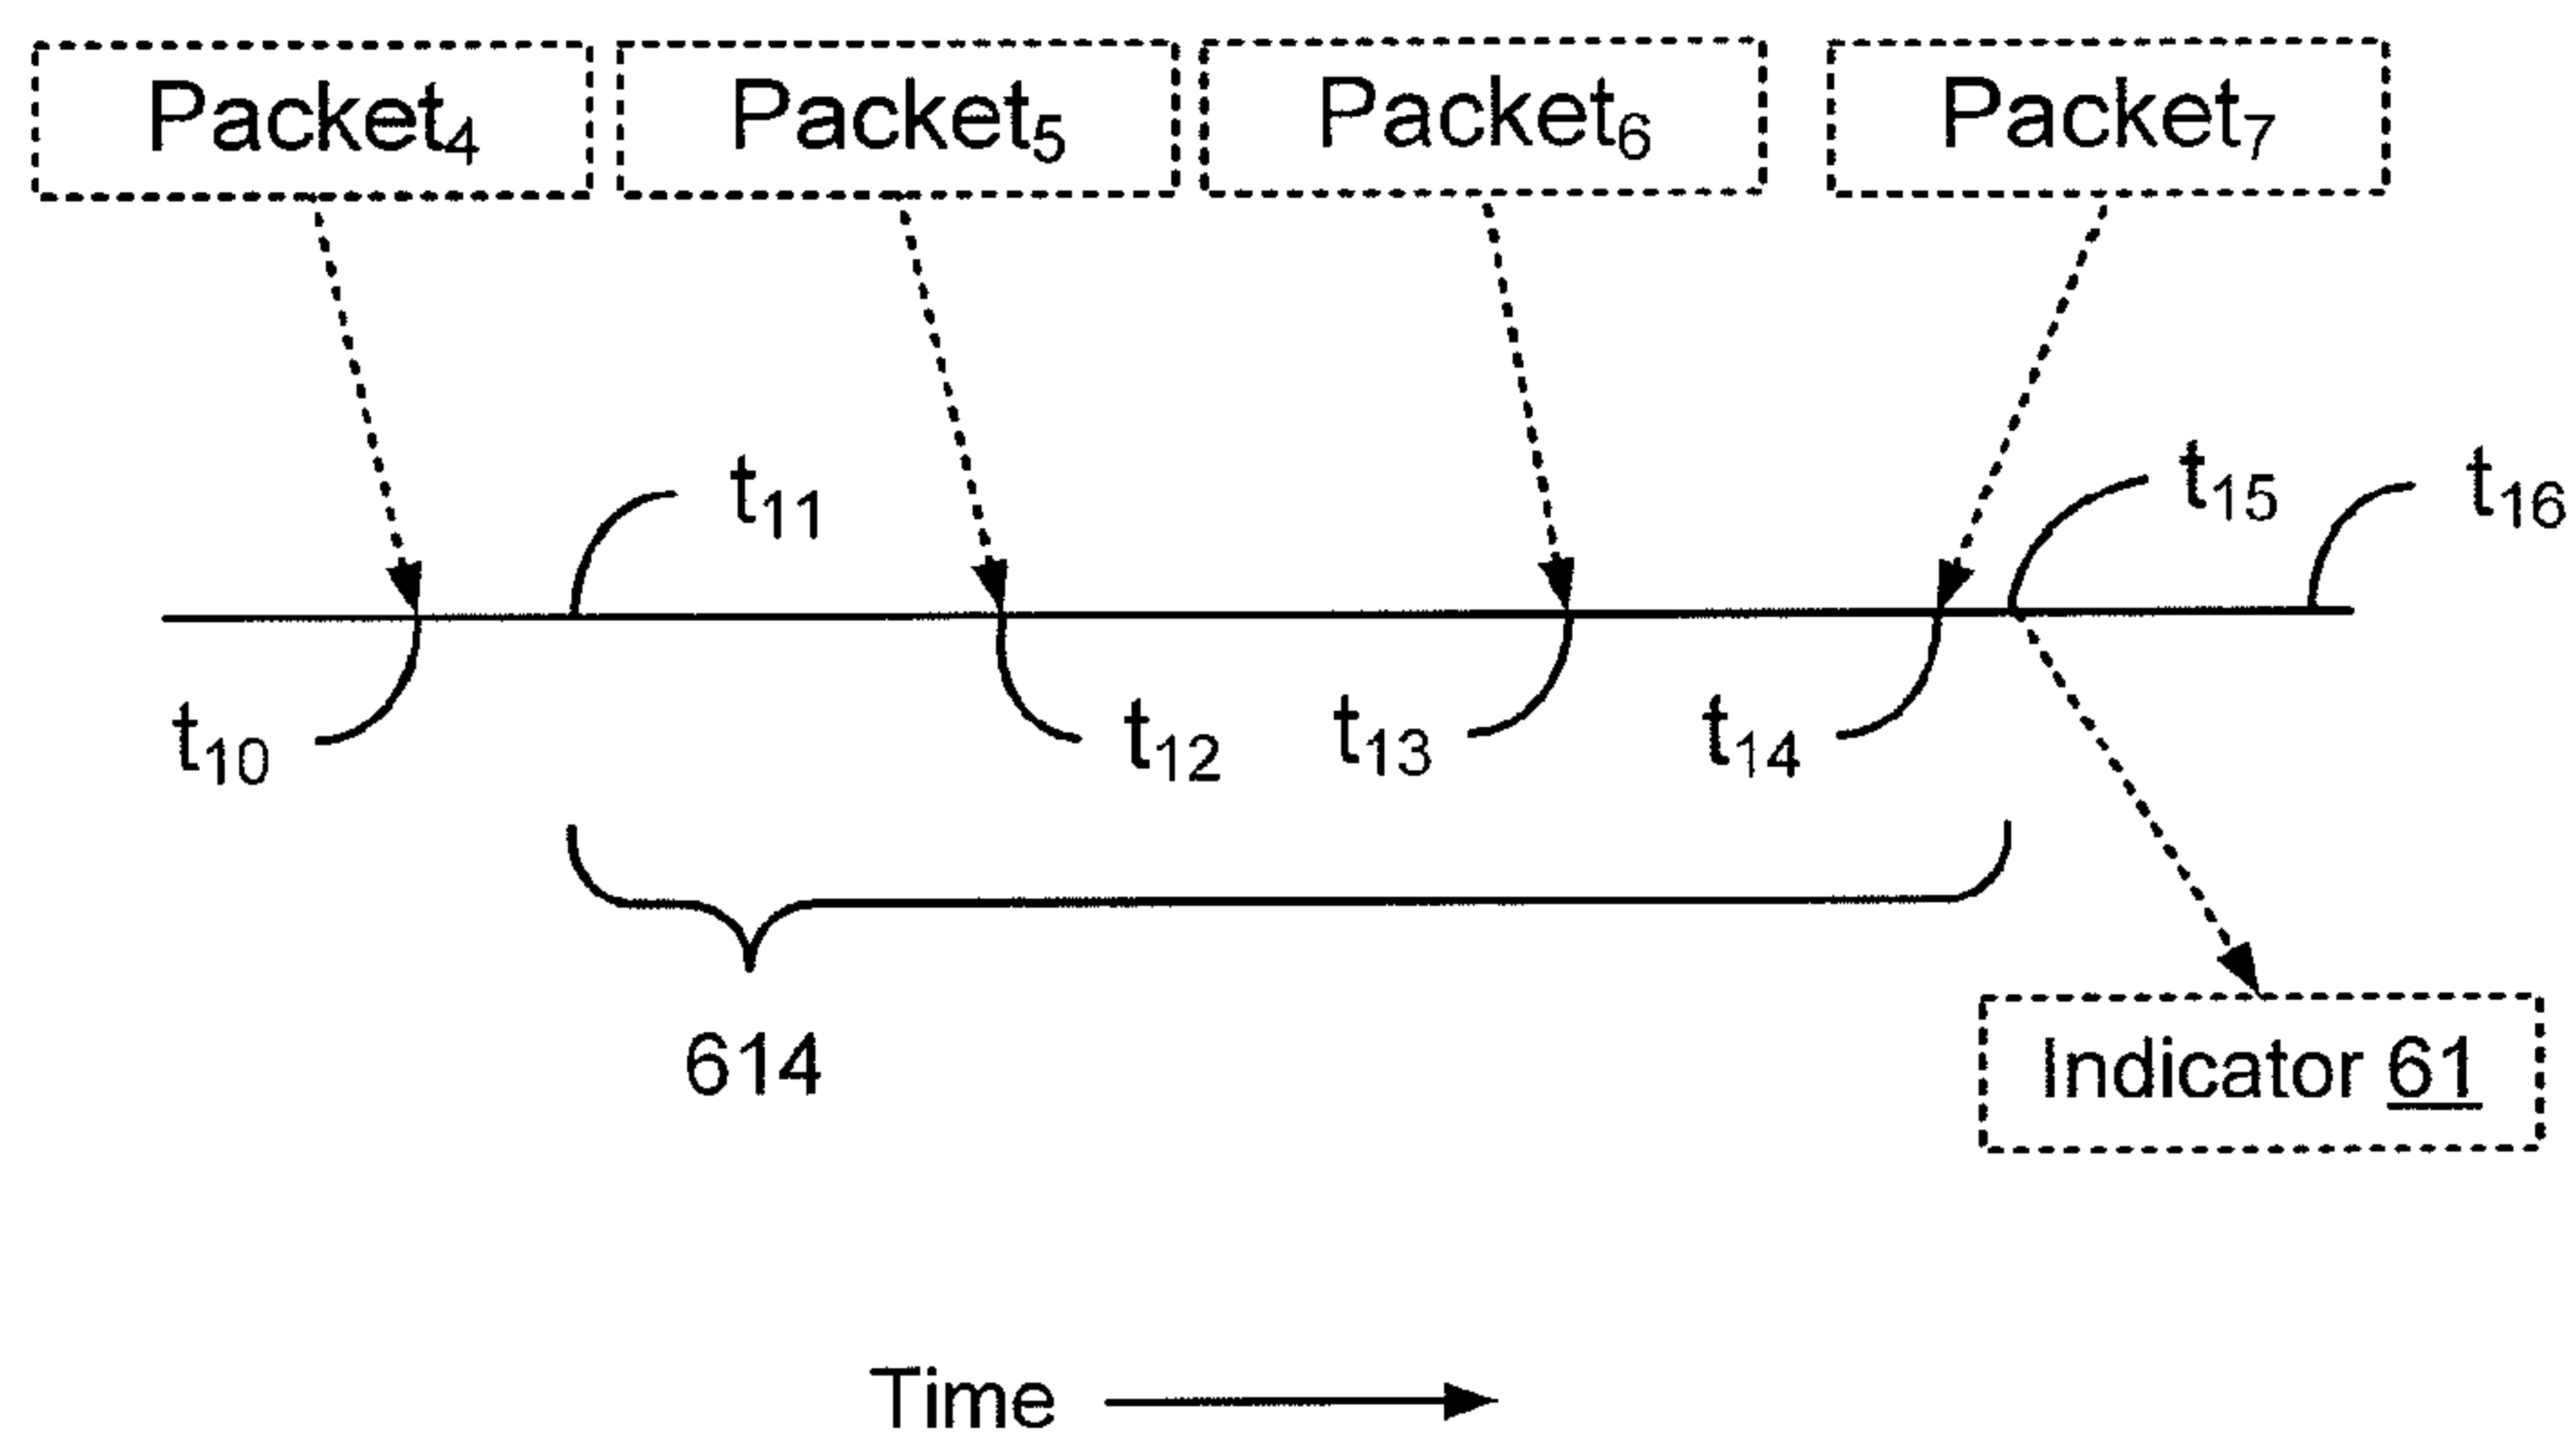 Packet4 Packet5 Packet6 Packet7
t11 t15 t16
t10 t12 t13 t14
614
Indicator 61
Time